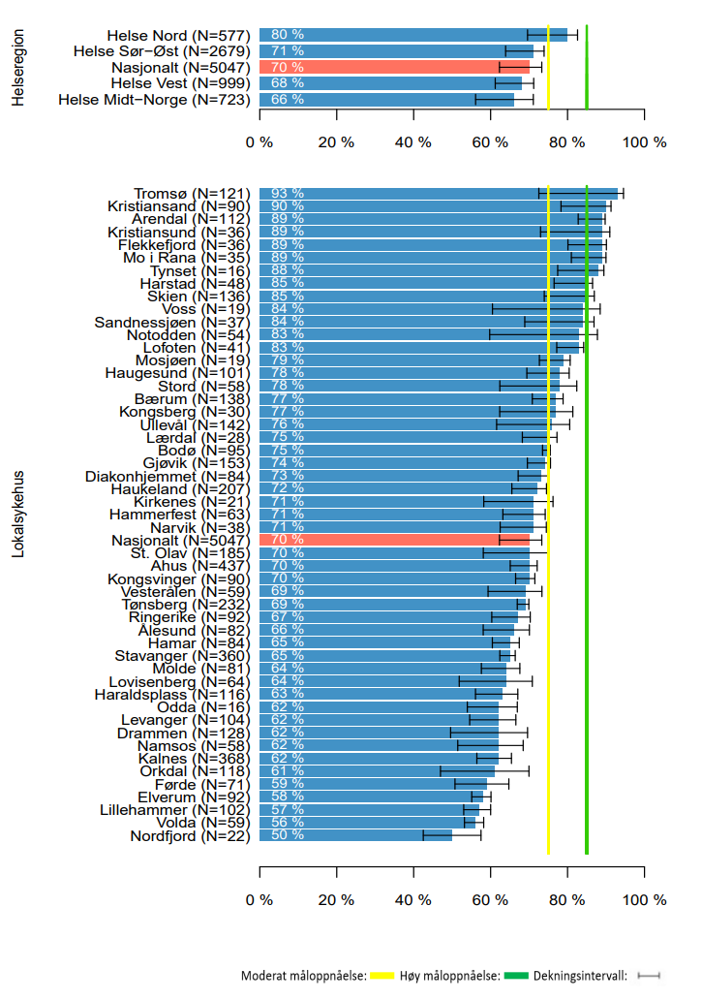 Helseregion
Helse Nord (N=577) 80 %
Helse Sør−Øst (N=2679) 71 %
Nasjonalt (N=5047) 70 %
Helse Vest (N=999) 68 %
Helse Midt−Norge (N=723) 66 %
0 % 20 % 40 % 60 % 80 % 100 %
Lokalsykehus
Tromsø (N=121) 93 %
Kristiansand (N=90) 90 %
Arendal (N=112) 89 %
Kristiansund (N=36) 89 %
Flekkefjord (N=36) 89 %
Mo i Rana (N=35) 89 %
Tynset (N=16) 88 %
Harstad (N=48) 85 %
Skien (N=136) 85 %
Voss (N=19) 84 %
Sandnessjøen (N=37) 84 %
Notodden (N=54) 83 %
Lofoten (N=41) 83 %
Mosjøen (N=19) 79 %
Haugesund (N=101) 78 %
Stord (N=58) 78 %
Bærum (N=138) 77 %
Kongsberg (N=30) 77 %
Ullevål (N=142) 76 %
Lærdal (N=28) 75 %
Bodø (N=95) 75 %
Gjøvik (N=153) 74 %
Diakonhjemmet (N=84) 73 %
Haukeland (N=207) 72 %
Kirkenes (N=21) 71 %
Hammerfest (N=63) 71 %
Narvik (N=38) 71 %
Nasjonalt (N=5047) 70 %
St. Olav (N=185) 70 %
Ahus (N=437) 70 %
Kongsvinger (N=90) 70 %
Vesterålen (N=59) 69 %
Tønsberg (N=232) 69 %
Ringerike (N=92) 67 %
Ålesund (N=82) 66 %
Hamar (N=84) 65 %
Stavanger (N=360) 65 %
Molde (N=81) 64 %
Lovisenberg (N=64) 64 %
Haraldsplass (N=116) 63 %
Odda (N=16) 62 %
Levanger (N=104) 62 %
Drammen (N=128) 62 %
Namsos (N=58) 62 %
Kalnes (N=368) 62 %
Orkdal (N=118) 61 %
Førde (N=71) 59 %
Elverum (N=92) 58 %
Lillehammer (N=102) 57 %
Volda (N=59) 56 %
Nordfjord (N=22) 50 %
0 % 20 % 40 % 60 % 80 % 100 %
Moderat måloppnåelse: Høy måloppnåelse: Dekningsintervall: